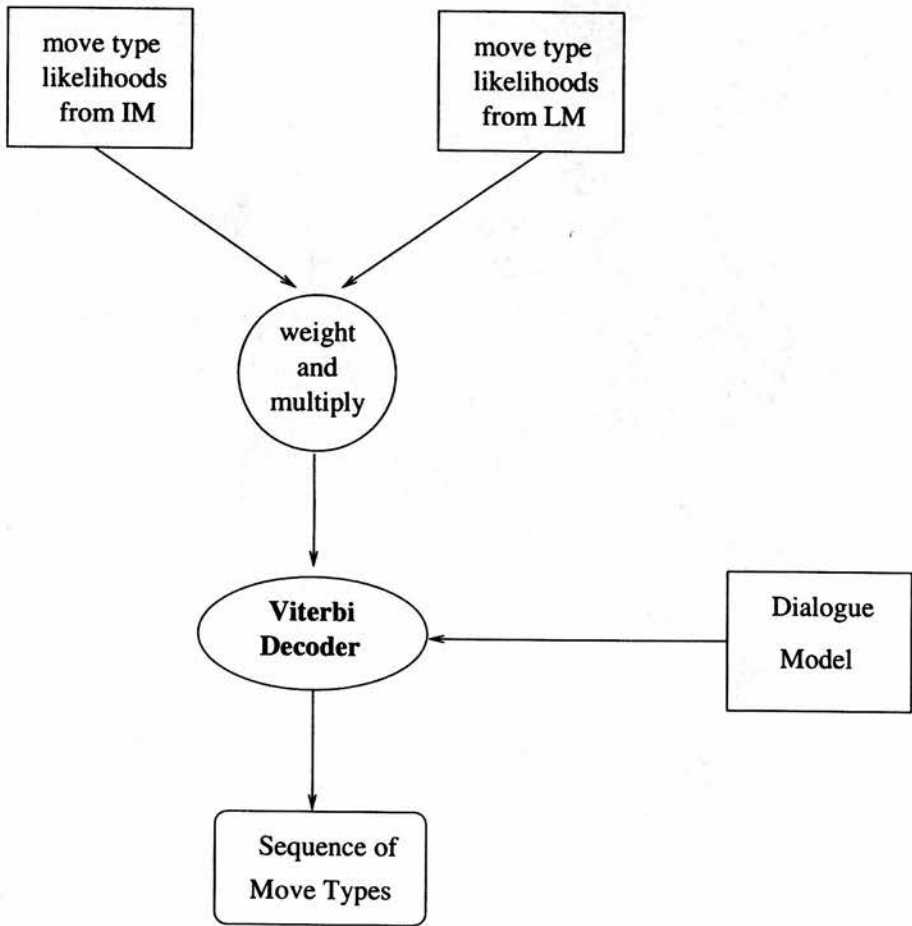 move type
likelihoods
from IM
move type
likelihoods
from LM
weight
and
multiply
Viterbi
Decoder
Dialogue
Model
Sequence of
Move Types